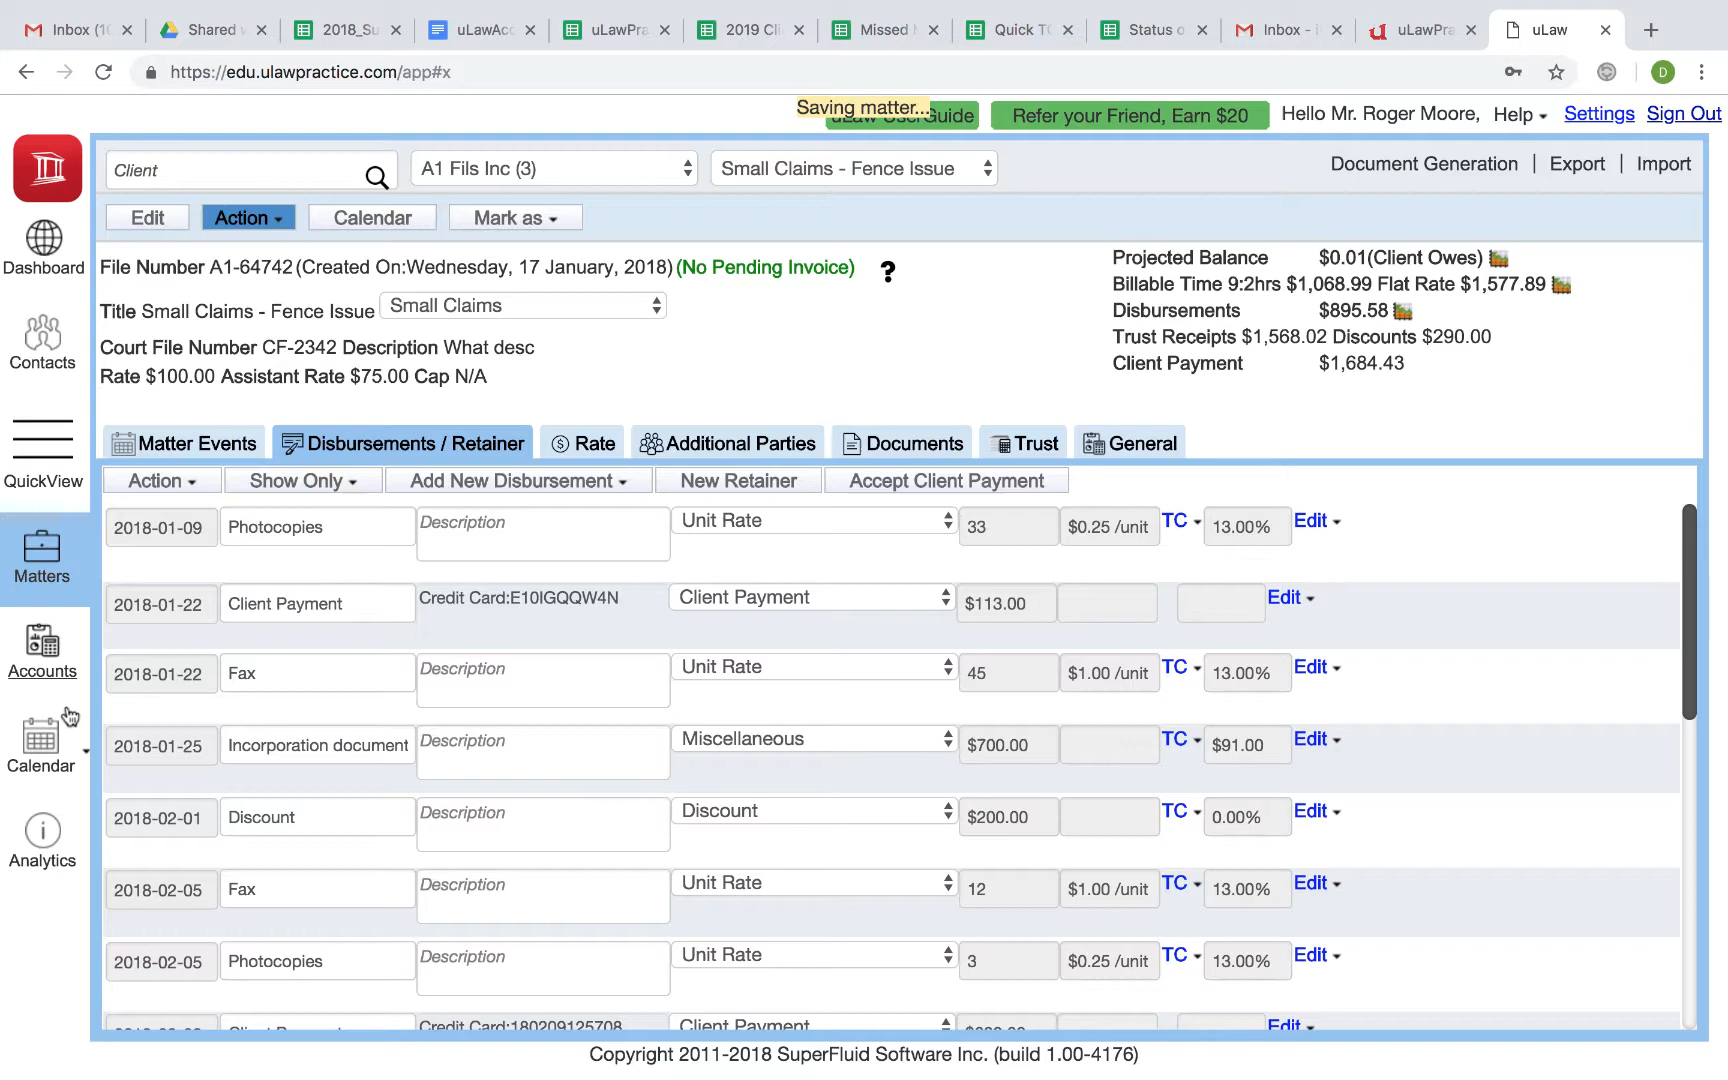 Inbox (10
Shared w
2018_Su
uLawAcc
uLawPra
2019 Cli
Missed
Quick TC
Status o
Inbox - i
uLawPra
uLaw
https://edu.ulawpractice.com/app#x
D
Saving matter...
uLaw UserGuide
Refer your Friend, Earn $20
Hello Mr. Roger Moore,
Help
Settings
Sign Out
Client
A1 Fils Inc (3)
Small Claims - Fence Issue
Document Generation | Export | Import
Edit
Action
Calendar
Mark as
Dashboard
Contacts
QuickView
Matters
Accounts
Calendar
Analytics
File Number A1-64742(Created On:Wednesday, 17 January, 2018)(No Pending Invoice) ?
Title Small Claims - Fence Issue Small Claims
Court File Number CF-2342 Description What desc
Rate $100.00 Assistant Rate $75.00 Cap N/A
Projected Balance $0.01(Client Owes)
Billable Time 9:2hrs $1,068.99 Flat Rate $1,577.89
Disbursements $895.58
Trust Receipts $1,568.02 Discounts $290.00
Client Payment $1,684.43
Matter Events
Disbursements / Retainer
Rate
Additional Parties
Documents
Trust
General
Action
Show Only
Add New Disbursement
New Retainer
Accept Client Payment
2018-01-09 Photocopies Description Unit Rate 33 $0.25 /unit TC 13.00% Edit
2018-01-22 Client Payment Credit Card:E10IGQQW4N Client Payment $113.00 Edit
2018-01-22 Fax Description Unit Rate 45 $1.00 /unit TC 13.00% Edit
2018-01-25 Incorporation document Description Miscellaneous $700.00 TC $91.00 Edit
2018-02-01 Discount Description Discount $200.00 TC 0.00% Edit
2018-02-05 Fax Description Unit Rate 12 $1.00 /unit TC 13.00% Edit
2018-02-05 Photocopies Description Unit Rate 3 $0.25 /unit TC 13.00% Edit
Credit Card:180209125708 Client Payment Edit
Copyright 2011-2018 SuperFluid Software Inc. (build 1.00-4176)